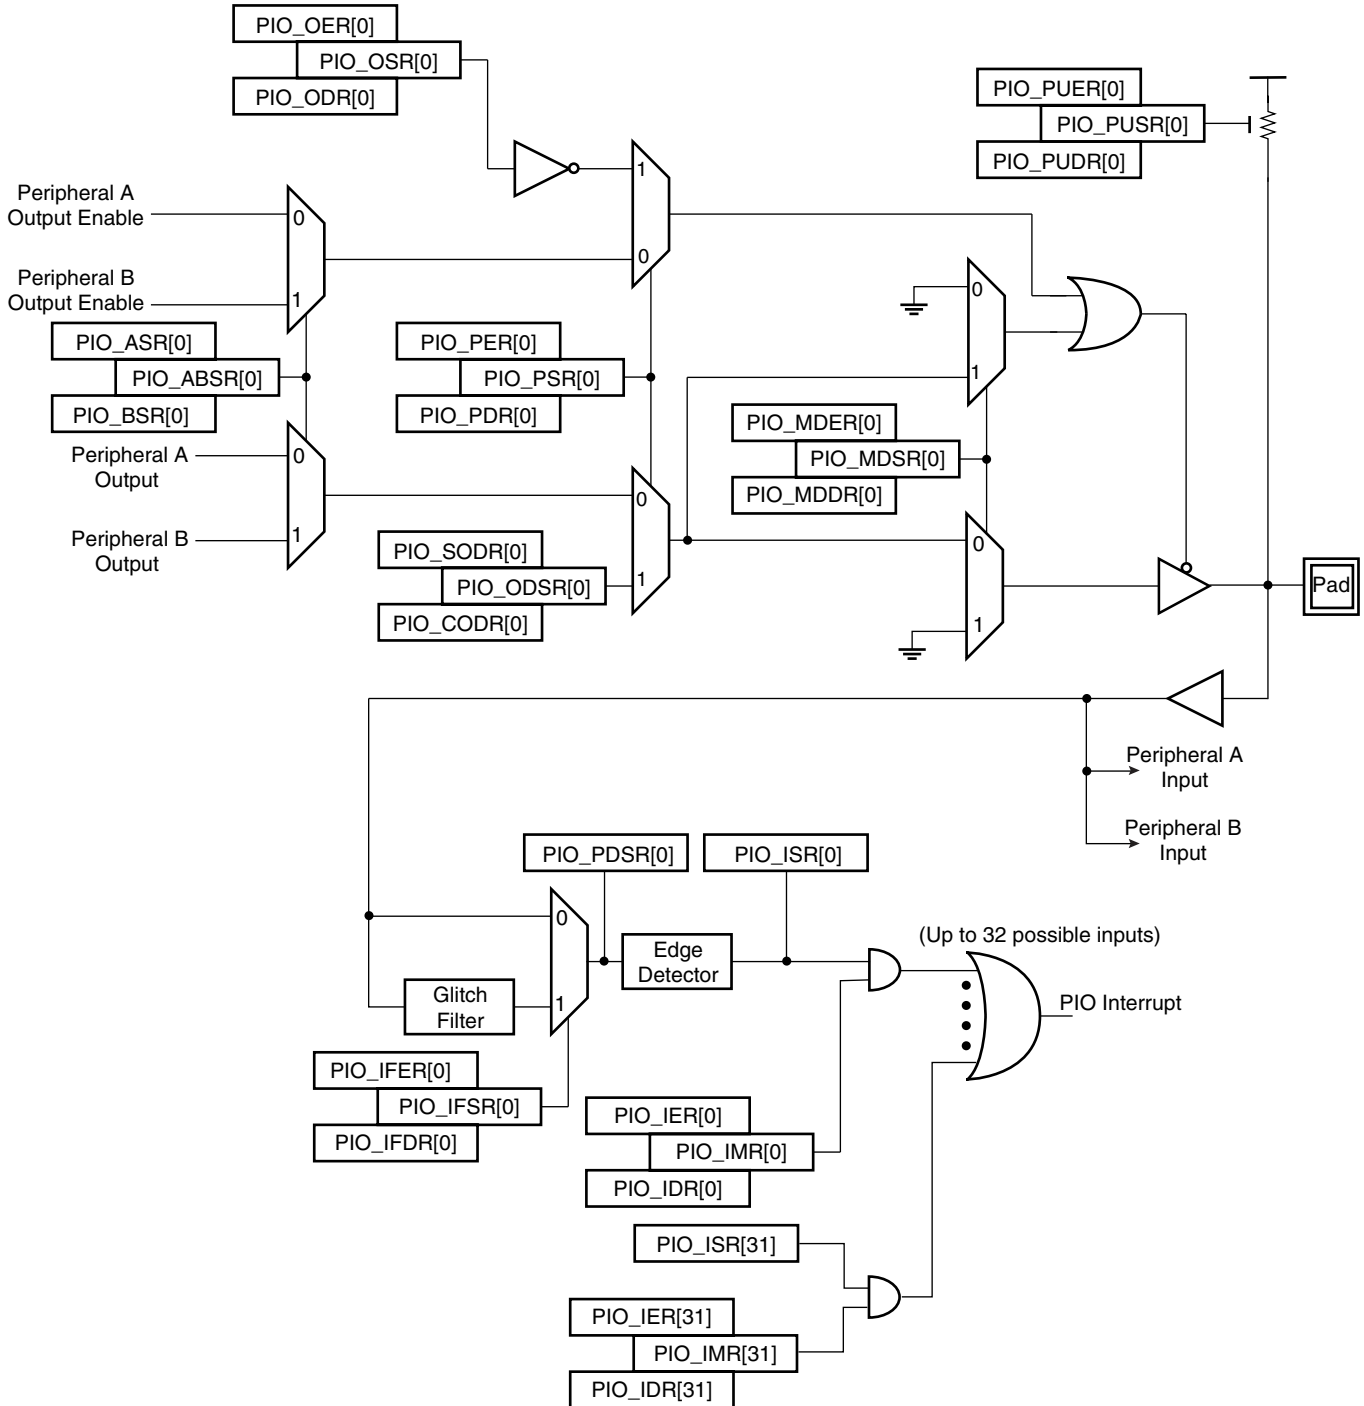 PIO_OER[0]
PIO_OSR[0]
PIO_ODR[0]
PIO_PUER[0]
PIO_PUSR[0]
PIO_PUDR[0]
1
0
Peripheral A
Output Enable
0
Peripheral B
Output Enable
1
PIO_ASR[0]
PIO_ABSR[0]
PIO_BSR[0]
PIO_PER[0]
PIO_PSR[0]
PIO_PDR[0]
0
1
PIO_MDER[0]
PIO_MDSR[0]
PIO_MDDR[0]
Peripheral A
Output
0
Peripheral B
Output
1
0
1
PIO_SODR[0]
PIO_ODSR[0]
PIO_CODR[0]
0
1
Pad
Peripheral A
Input
Peripheral B
Input
PIO_PDSR[0]
PIO_ISR[0]
0
1
Edge
Detector
Glitch
Filter
(Up to 32 possible inputs)
PIO Interrupt
PIO_IFER[0]
PIO_IFSR[0]
PIO_IFDR[0]
PIO_IER[0]
PIO_IMR[0]
PIO_IDR[0]
PIO_ISR[31]
PIO_IER[31]
PIO_IMR[31]
PIO_IDR[31]